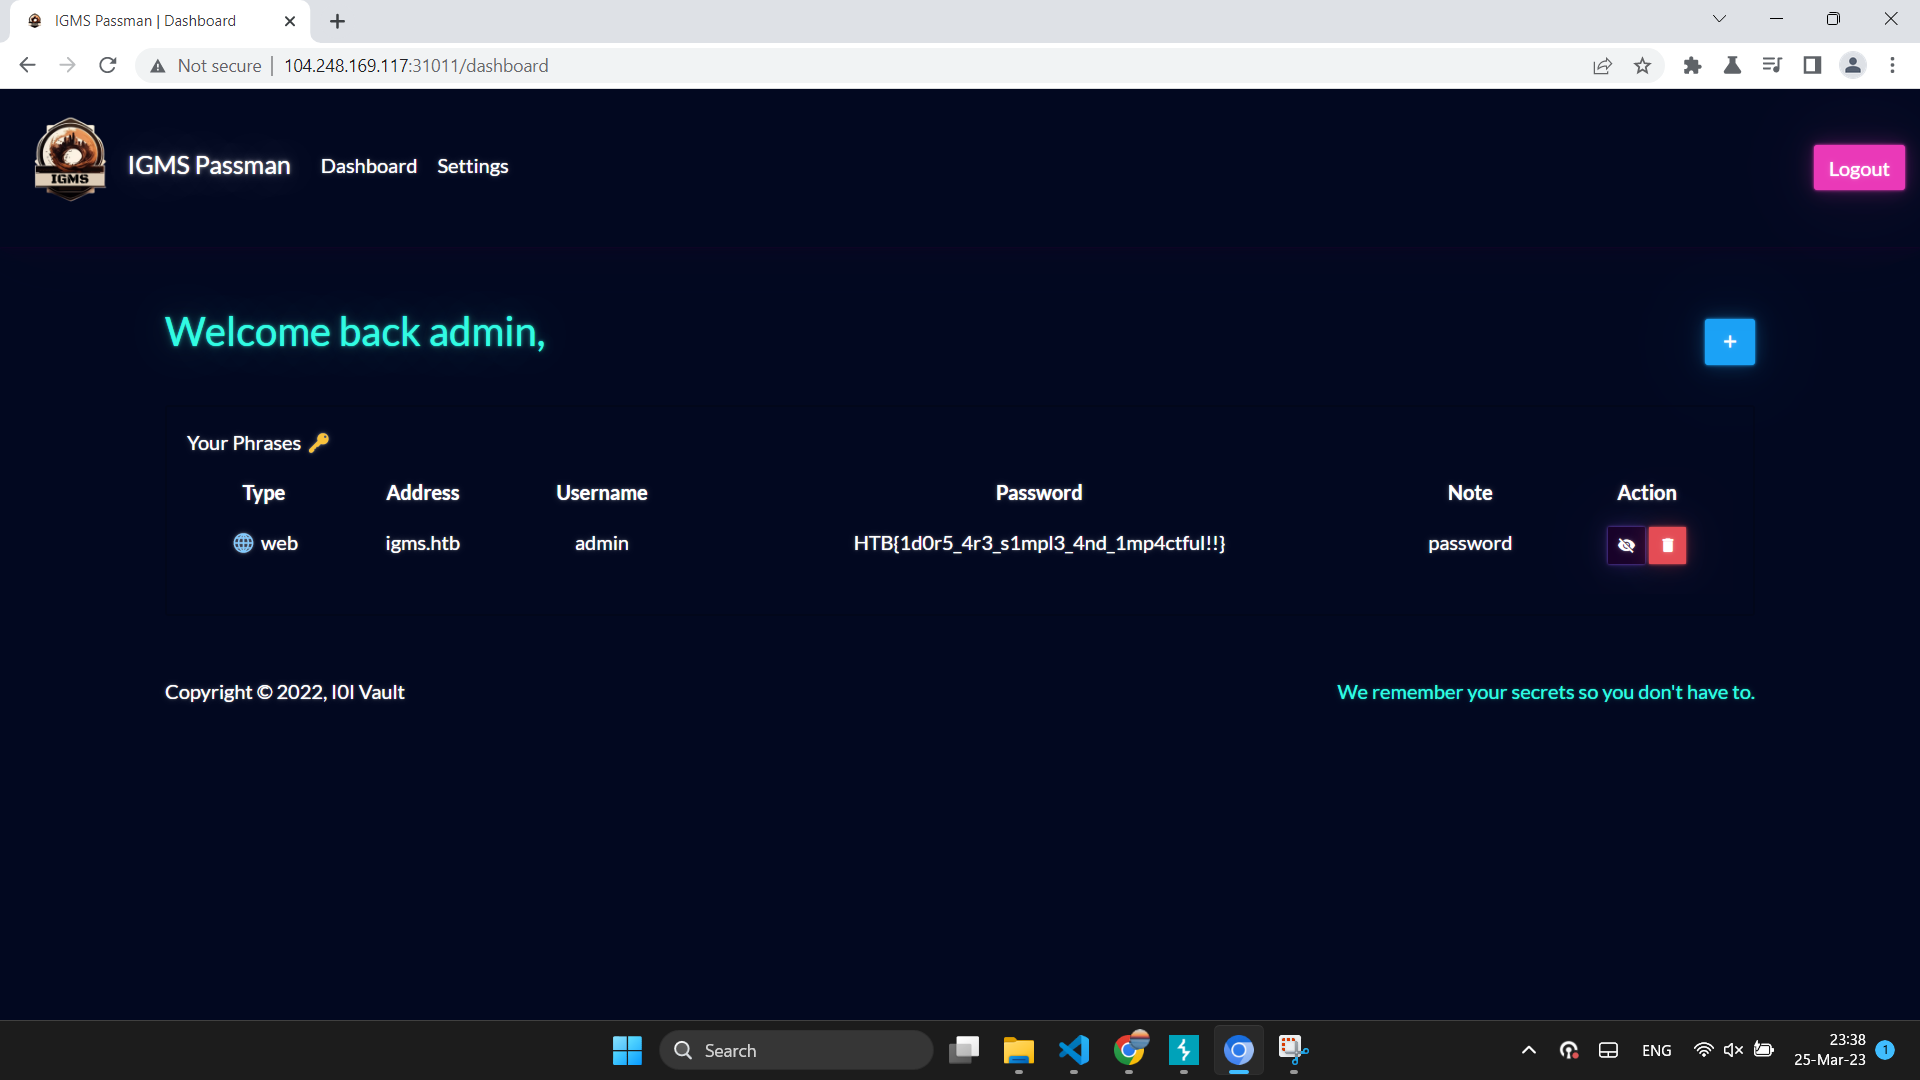 IGMS Passman | Dashboard
Not secure | 104.248.169.117:31011/dashboard
IGMS
IGMS Passman Dashboard Settings Logout
Welcome back admin,
+
Your Phrases
Type Address Username Password Note Action
web igms.htb admin HTB{1d0r5_4r3_s1mpl3_4nd_1mp4ctful!!} password
Copyright © 2022, I0I Vault We remember your secrets so you don't have to.
Search ENG 23:38 1
25-Mar-23